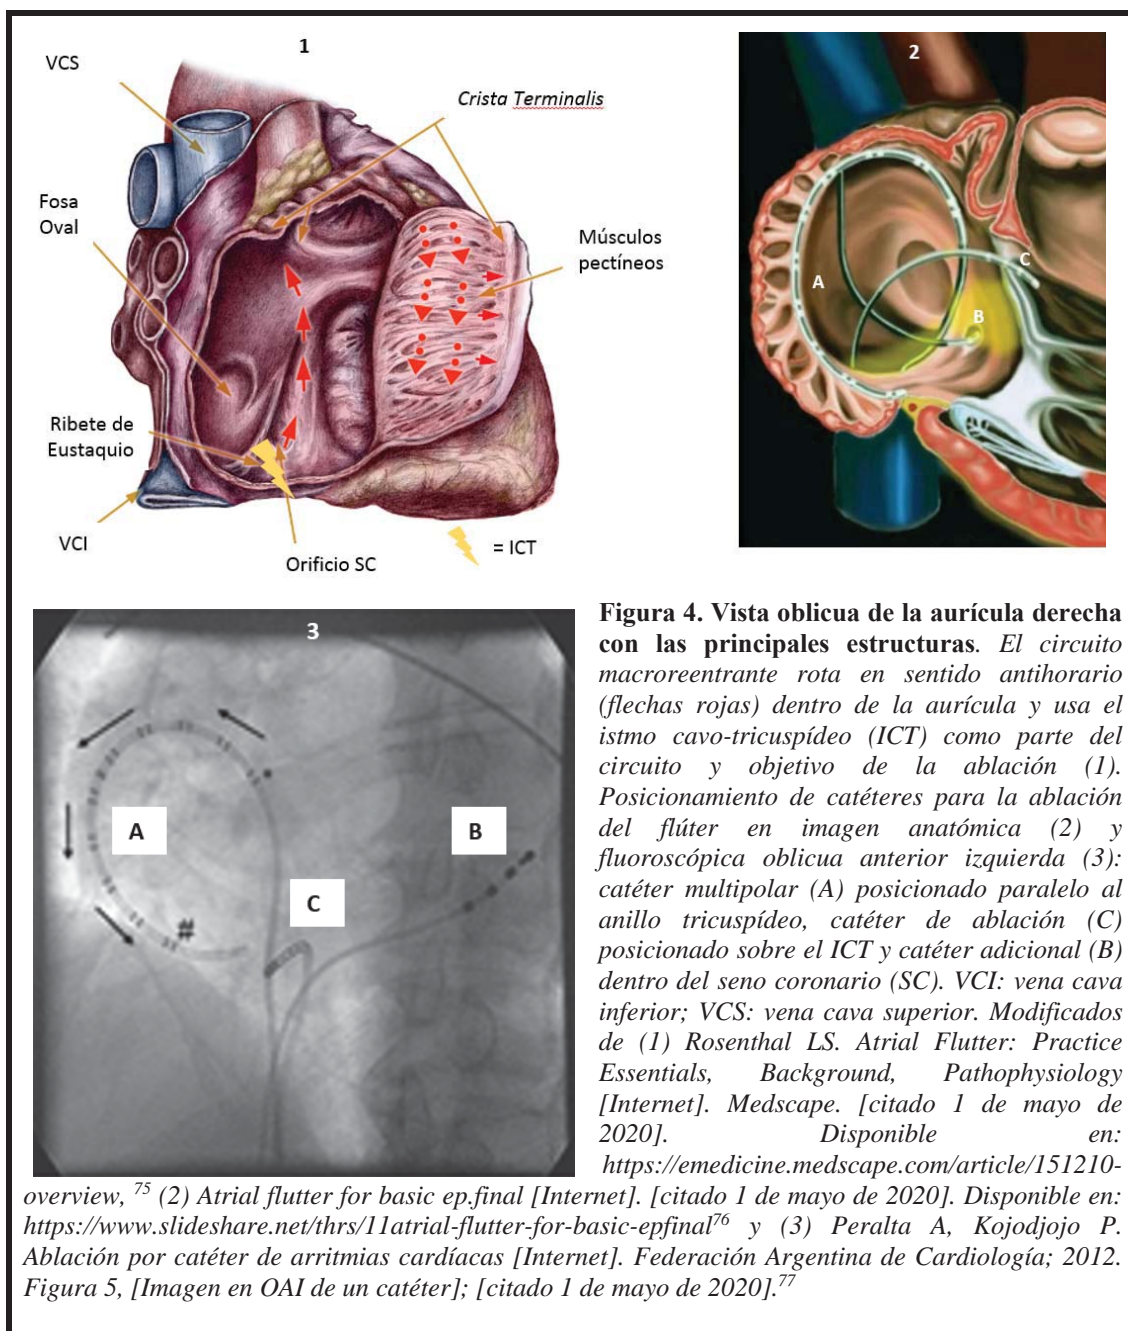 1
VCS
Crista Terminalis
Fosa
Oval
Músculos
pectíneos
Ribete de
Eustaquio
VCI
Orificio SC
= ICT
2
A
B
C
3
A
B
C
#
Figura 4. Vista oblicua de la aurícula derecha
con las principales estructuras. El circuito
macroreentrante rota en sentido antihorario
(flechas rojas) dentro de la aurícula y usa el
istmo cavo-tricuspídeo (ICT) como parte del
circuito y objetivo de la ablación (1).
Posicionamiento de catéteres para la ablación
del flúter en imagen anatómica (2) y
fluoroscópica oblicua anterior izquierda (3):
catéter multipolar (A) posicionado paralelo al
anillo tricuspídeo, catéter de ablación (C)
posicionado sobre el ICT y catéter adicional (B)
dentro del seno coronario (SC). VCI: vena cava
inferior; VCS: vena cava superior. Modificados
de (1) Rosenthal LS. Atrial Flutter: Practice
Essentials, Background, Pathophysiology
[Internet]. Medscape. [citado 1 de mayo de
2020]. Disponible en:
https://emedicine.medscape.com/article/151210-
overview, 75 (2) Atrial flutter for basic ep.final [Internet]. [citado 1 de mayo de 2020]. Disponible en:
https://www.slideshare.net/thrs/11atrial-flutter-for-basic-epfinal76 y (3) Peralta A, Kojodjojo P.
Ablación por catéter de arritmias cardíacas [Internet]. Federación Argentina de Cardiología; 2012.
Figura 5, [Imagen en OAI de un catéter]; [citado 1 de mayo de 2020].77